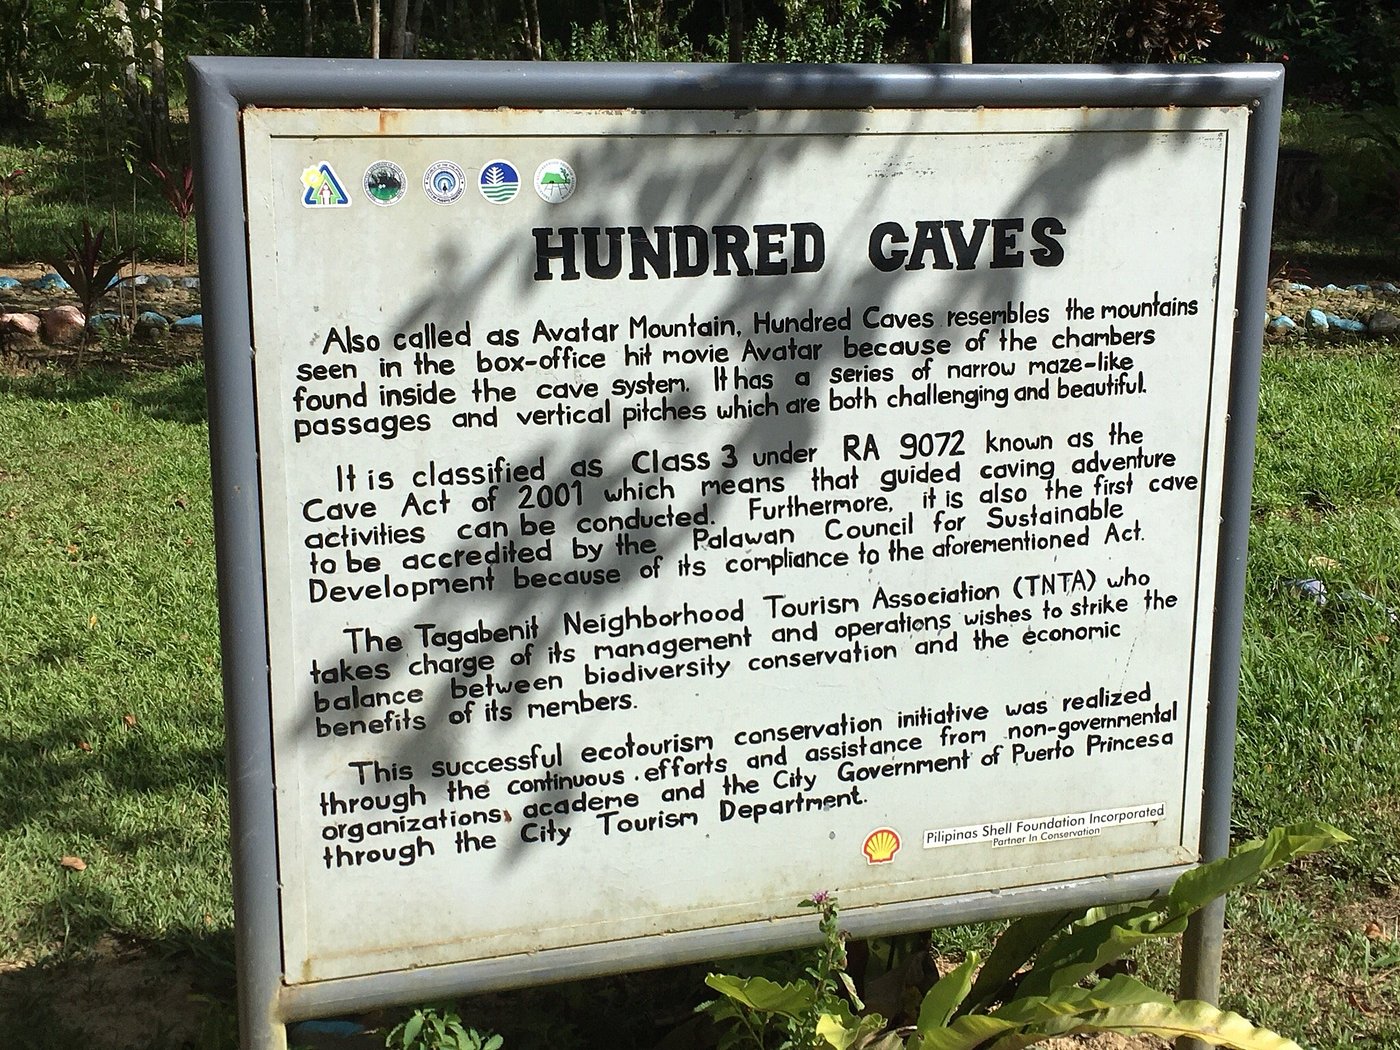 HUNDRED CAVES
Also called as Avatar Mountain, Hundred Caves resembles the mountains
seen in the box-office hit movie Avatar because of the chambers
found inside the cave system. It has a series of narrow maze-like
passages and vertical pitches which are both challenging and beautiful.
It is classified as Class 3 under RA 9072 known as the
Cave Act of 2001 which means that guided caving adventure
activities can be conducted. Furthermore, it is also the first cave
to be accredited by the Palawan Council for Sustainable
Development because of its compliance to the aforementioned Act.
The Tagabenit Neighborhood Tourism Association (TNTA) who
takes charge of its management and operations wishes to strike the
balance between biodiversity conservation and the economic
benefits of its members.
This successful ecotourism conservation initiative was realized
through the continuous efforts and assistance from non-governmental
organizations, academe and the City Government of Puerto Princesa
through the City Tourism Department.
Pilipinas Shell Foundation Incorporated
Partner In Conservation